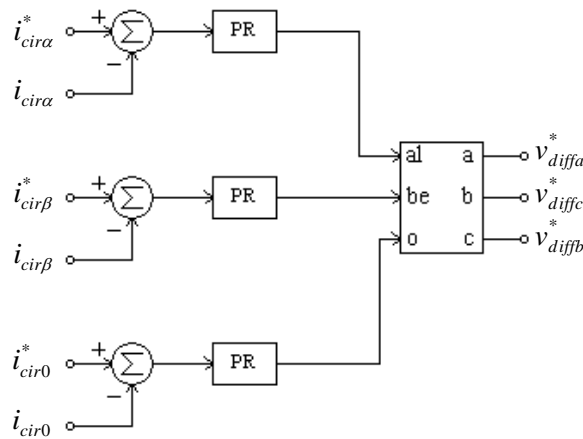 i*cirα + Σ − PR
icirα
al a v*diffa
i*cirβ + Σ − PR be b v*diffc
o c v*diffb
icirβ
i*cir0 + Σ − PR
icir0